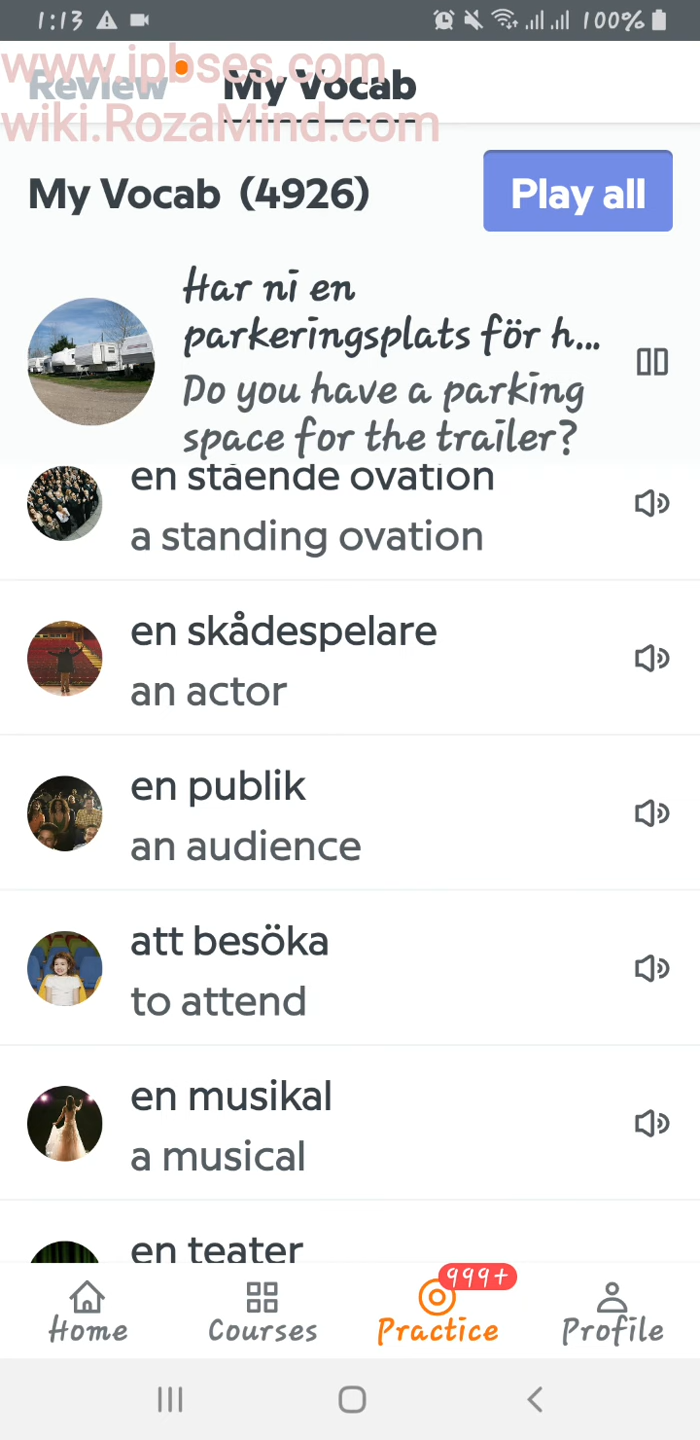 1:13
100%
www.ipbses.com
Review My Vocab
wiki.RozaMind.com
My Vocab (4926)
Play all
Har ni en
parkeringsplats för h...
Do you have a parking
space for the trailer?
en stående ovation
a standing ovation
en skådespelare
an actor
en publik
an audience
att besöka
to attend
en musikal
a musical
en teater
999+
Home Courses Practice Profile